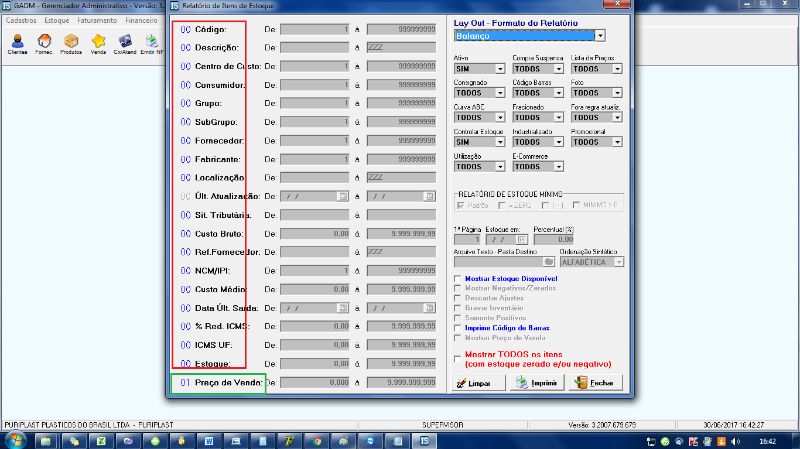 GADM - Gerenciador Administrativo - Versão: 3.
Relatório de Itens de Estoque
Cadastros Estoque Faturamento Financeiro
Clientes Fornec. Produtos Venda Cx/Atend Emitir NF
00 Código: De: 1 à 999999999
00 Descrição: De: à ZZZ
00 Centro de Custo: De: 1 à 999999999
00 Consumidor: De: 1 à 999999999
00 Grupo: De: 1 à 999999999
00 SubGrupo: De: 1 à 999999999
00 Fornecedor: De: 1 à 999999999
00 Fabricante: De: 1 à 999999999
00 Localização: De: à ZZZ
00 Últ. Atualização: De: / / à / /
00 Sit. Tributária: De: à
00 Custo Bruto: De: 0,00 à 9.999.999,99
00 Ref.Fornecedor: De: à ZZZ
00 NCM/IPI: De: 1 à 99999999
00 Custo Médio: De: 0,00 à 9.999.999,99
00 Data Últ. Saída: De: / / à / /
00 % Red. ICMS: De: 0,00 à 9.999.999,99
00 ICMS UF: De: 0,00 à 9.999.999,99
00 Estoque: De: 0,00 à 9.999.999,99
01 Preço de Venda: De: 0,000 à 9.999.999,999
Lay Out - Formato do Relatório
Balanço
Ativo Compra Suspensa Lista de Preços
SIM TODOS TODOS
Consignado Código Barras Foto
TODOS TODOS TODOS
Curva ABC Fracionado Fora regra atualiz.
TODOS TODOS TODOS
Controlar Estoque Industrializado Promocional
SIM TODOS TODOS
Utilização E-Commerce
TODOS TODOS
RELATÓRIO DE ESTOQUE MÍNIMO
Padrão =ZERO (--) MÍNIMO > 0
1ª Página Estoque em: Percentual (%)
1 / / 0,00
Arquivo Texto - Pasta Destino Ordenação Sintético
ALFABÉTICA
Mostrar Estoque Disponível
Mostrar Negativos/Zerados
Descartar Ajustes
Gravar Inventário
Somente Positivos
Imprime Código de Barras
Mostrar Preço de Venda
Mostrar TODOS os itens
(com estoque zerado e/ou negativo)
Limpar Imprimir Fechar
PURIPLAST PLASTICOS DO BRASIL LTDA - PURIPLAST SUPERVISOR Versão: 3.2007.679.679 30/06/2017 16:42:27
16:42